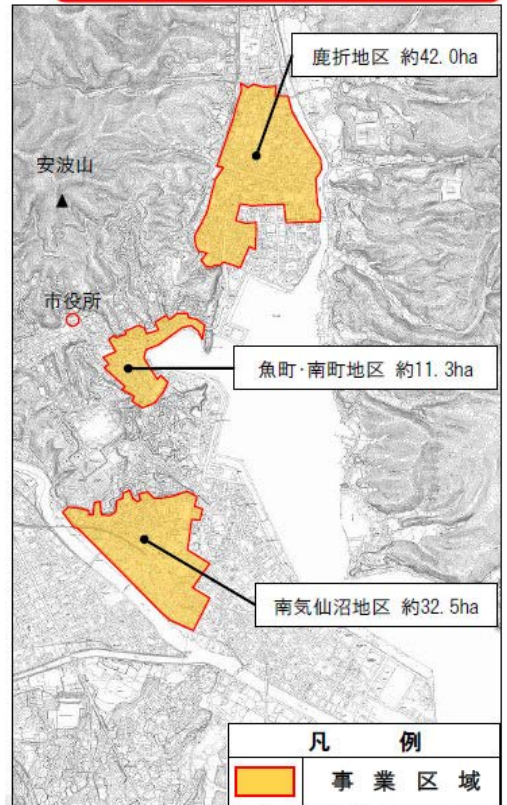 鹿折地区 約42.0ha
安波山
市役所
魚町・南町地区 約11.3ha
南気仙沼地区 約32.5ha
凡 例
事 業 区 域